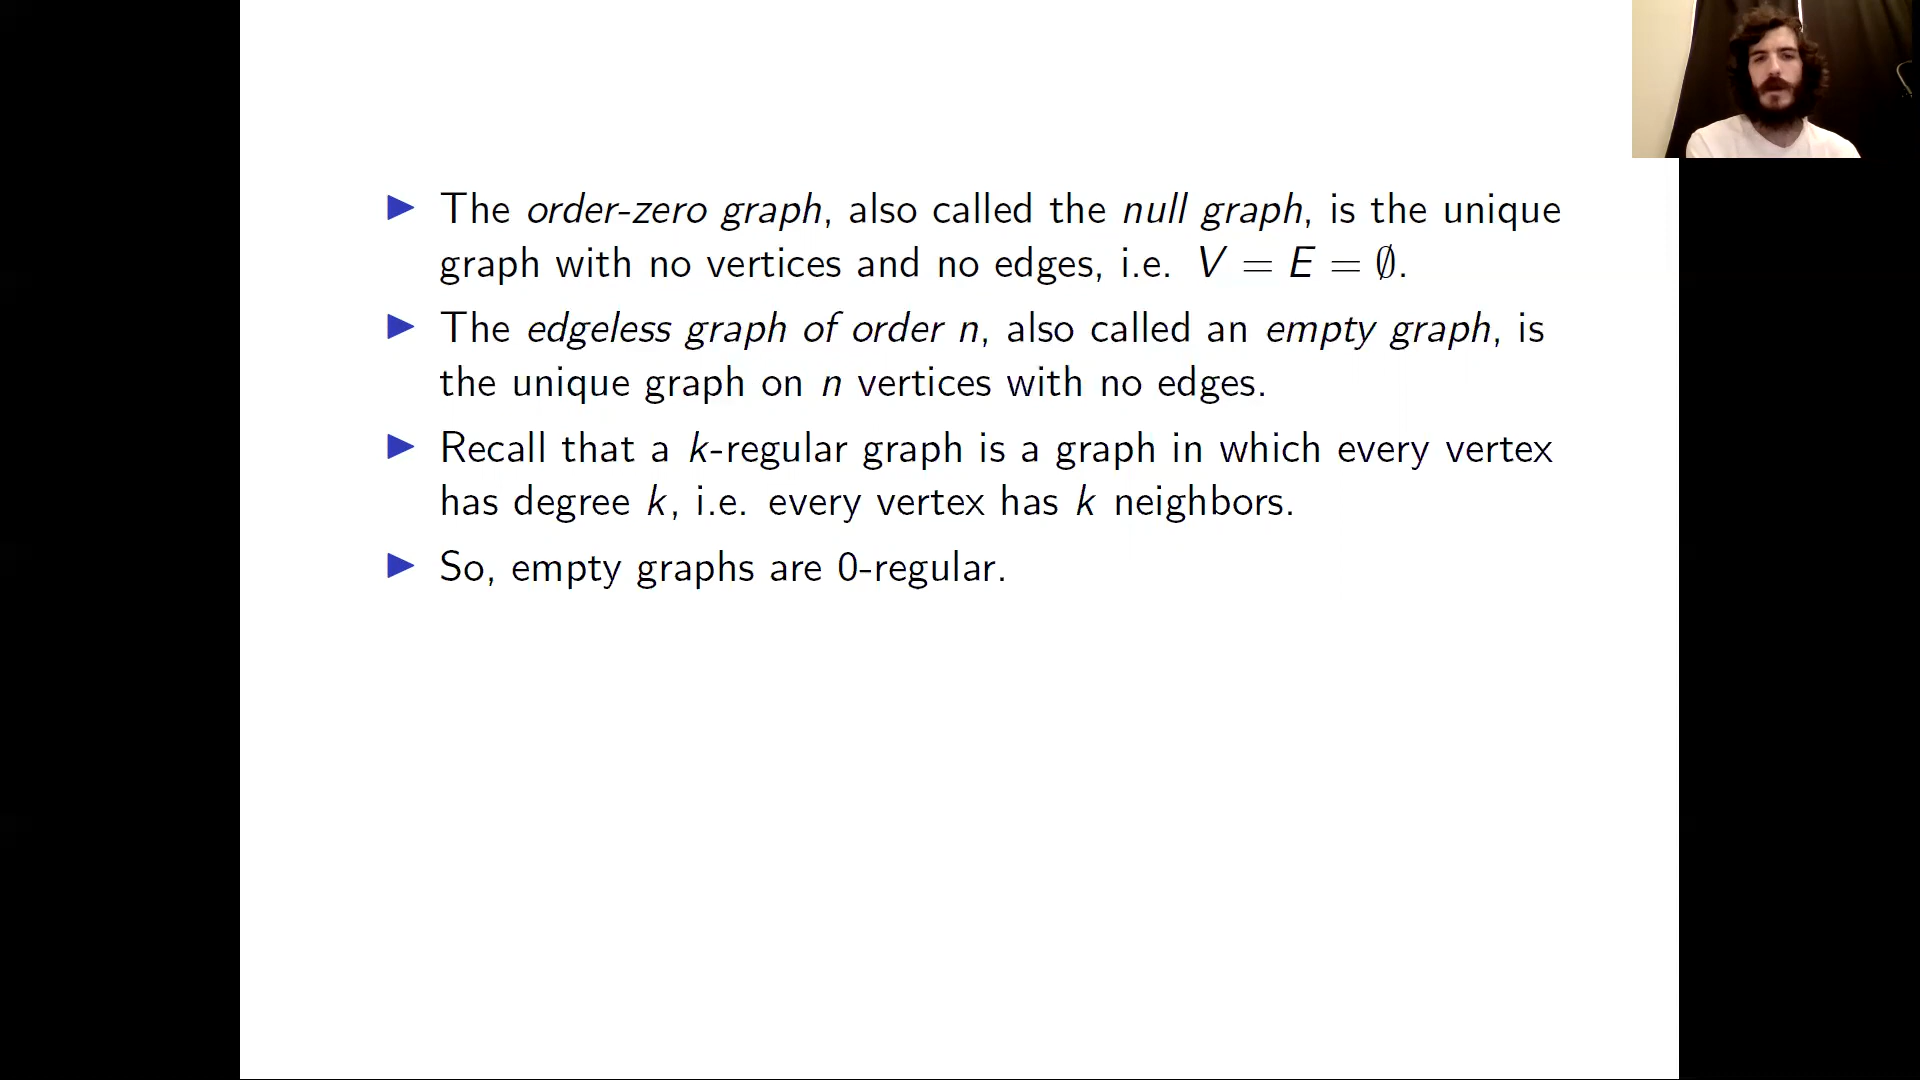 ▶ The order-zero graph, also called the null graph, is the unique
graph with no vertices and no edges, i.e. V = E = ∅.
▶ The edgeless graph of order n, also called an empty graph, is
the unique graph on n vertices with no edges.
▶ Recall that a k-regular graph is a graph in which every vertex
has degree k, i.e. every vertex has k neighbors.
▶ So, empty graphs are 0-regular.